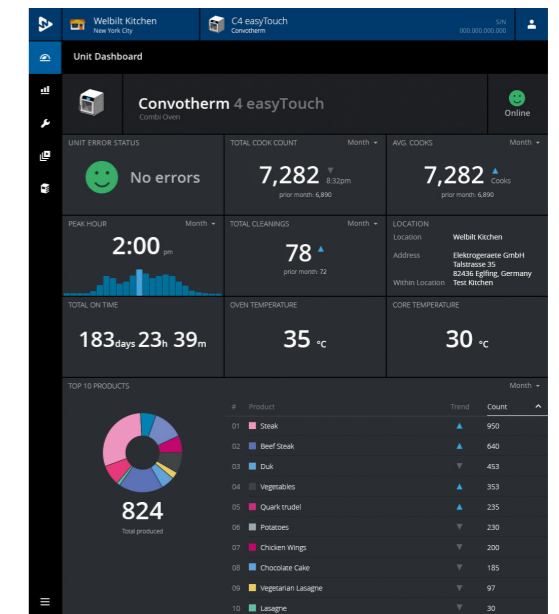 Welbilt Kitchen
New York City
C4 easyTouch
Convotherm
S/N
000.000.000.000
Unit Dashboard
Convotherm 4 easyTouch
Combi Oven
Online
UNIT ERROR STATUS
No errors
TOTAL COOK COUNT
Month
7,282
8:32pm
prior month: 6,890
AVG. COOKS
Month
7,282
Cooks
prior month: 6,890
PEAK HOUR
Month
2:00 pm
TOTAL CLEANINGS
Month
78
prior month: 72
LOCATION
Location Welbilt Kitchen
Address Elektrogeraete GmbH
Talstrasse 35
82436 Eglfing, Germany
Within Location Test Kitchen
TOTAL ON TIME
183days 23h 39m
OVEN TEMPERATURE
35 °C
CORE TEMPERATURE
30 °C
TOP 10 PRODUCTS
Month
824
Total produced
# Product Trend Count
01 Steak 950
02 Beef Steak 640
03 Duk 453
04 Vegetables 353
05 Quark trudel 235
06 Potatoes 230
07 Chicken Wings 200
08 Chocolate Cake 185
09 Vegetarian Lasagne 97
10 Lasagne 30